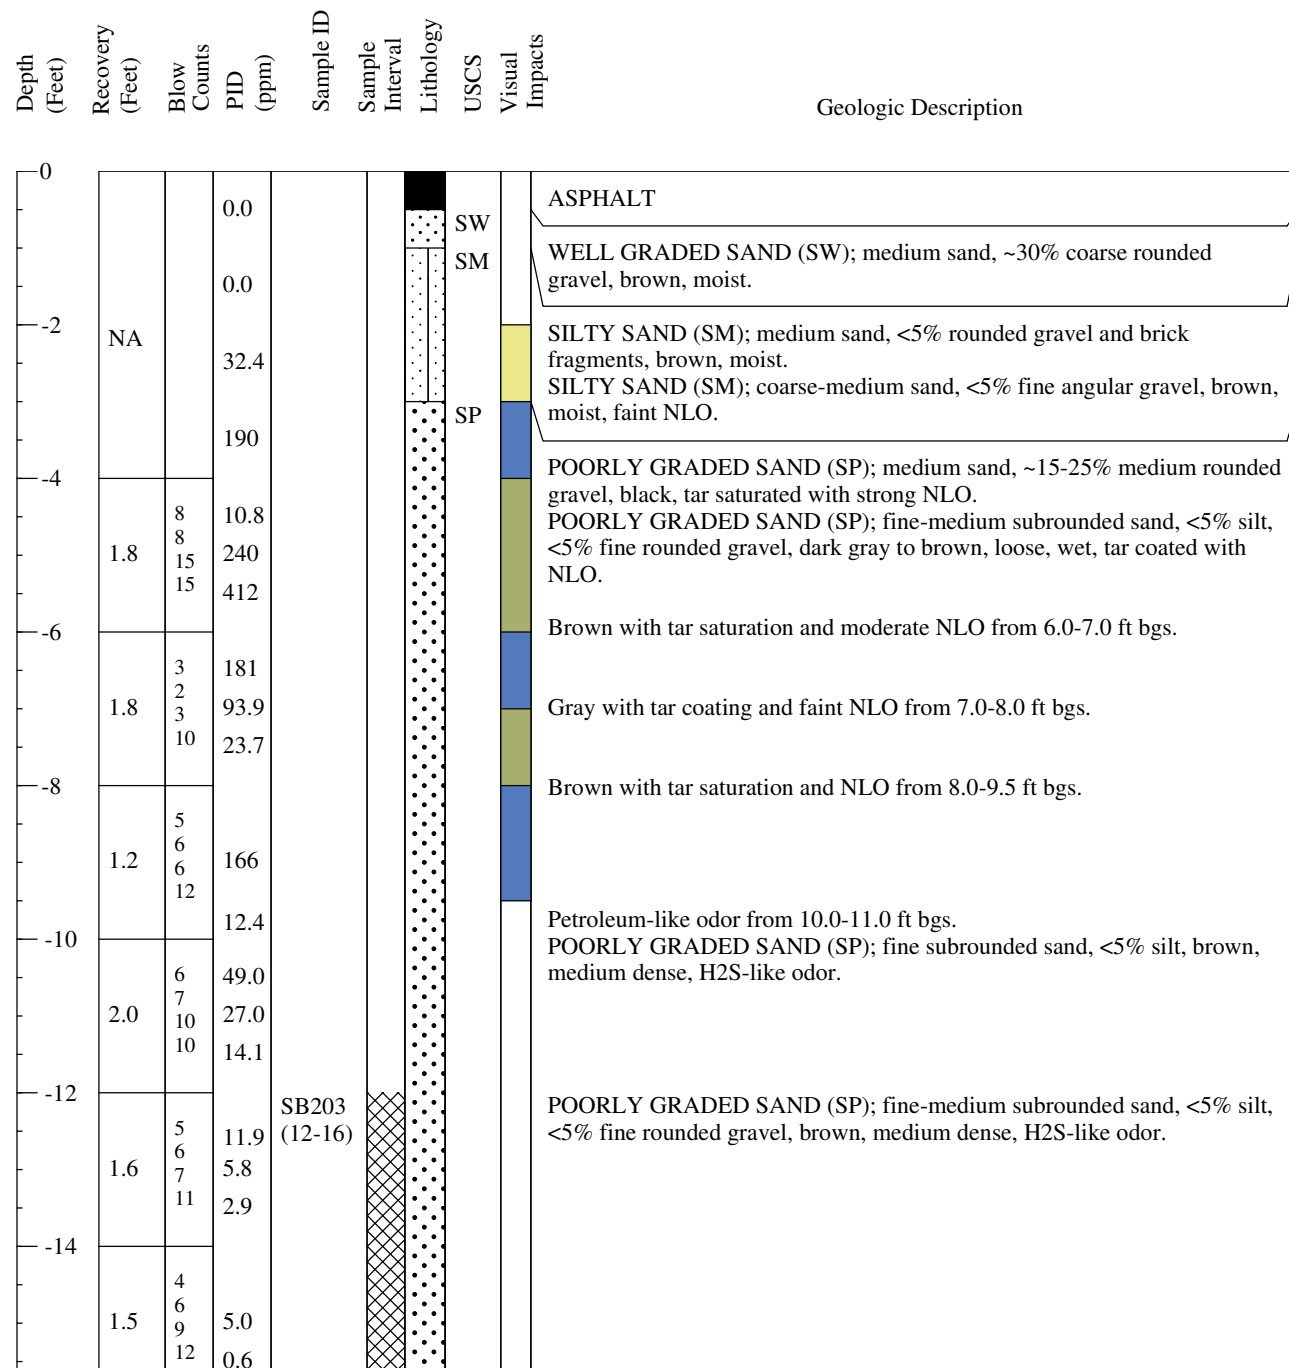 Depth
(Feet)
Recovery
(Feet)
Blow
Counts
PID
(ppm)
Sample ID
Sample
Interval
Lithology
USCS
Visual
Impacts
Geologic Description
0
0.0
SW
ASPHALT
SM
WELL GRADED SAND (SW); medium sand, ~30% coarse rounded
gravel, brown, moist.
0.0
-2
NA
32.4
SILTY SAND (SM); medium sand, <5% rounded gravel and brick
fragments, brown, moist.
SILTY SAND (SM); coarse-medium sand, <5% fine angular gravel, brown,
moist, faint NLO.
SP
190
-4
POORLY GRADED SAND (SP); medium sand, ~15-25% medium rounded
gravel, black, tar saturated with strong NLO.
POORLY GRADED SAND (SP); fine-medium subrounded sand, <5% silt,
<5% fine rounded gravel, dark gray to brown, loose, wet, tar coated with
NLO.
1.8
8
8
15
15
10.8
240
412
-6
Brown with tar saturation and moderate NLO from 6.0-7.0 ft bgs.
1.8
3
2
3
10
181
93.9
23.7
Gray with tar coating and faint NLO from 7.0-8.0 ft bgs.
-8
Brown with tar saturation and NLO from 8.0-9.5 ft bgs.
1.2
5
6
6
12
166
12.4
Petroleum-like odor from 10.0-11.0 ft bgs.
-10
POORLY GRADED SAND (SP); fine subrounded sand, <5% silt, brown,
medium dense, H2S-like odor.
2.0
6
7
10
10
49.0
27.0
14.1
-12
SB203
(12-16)
POORLY GRADED SAND (SP); fine-medium subrounded sand, <5% silt,
<5% fine rounded gravel, brown, medium dense, H2S-like odor.
1.6
5
6
7
11
11.9
5.8
2.9
-14
1.5
4
6
9
12
5.0
0.6